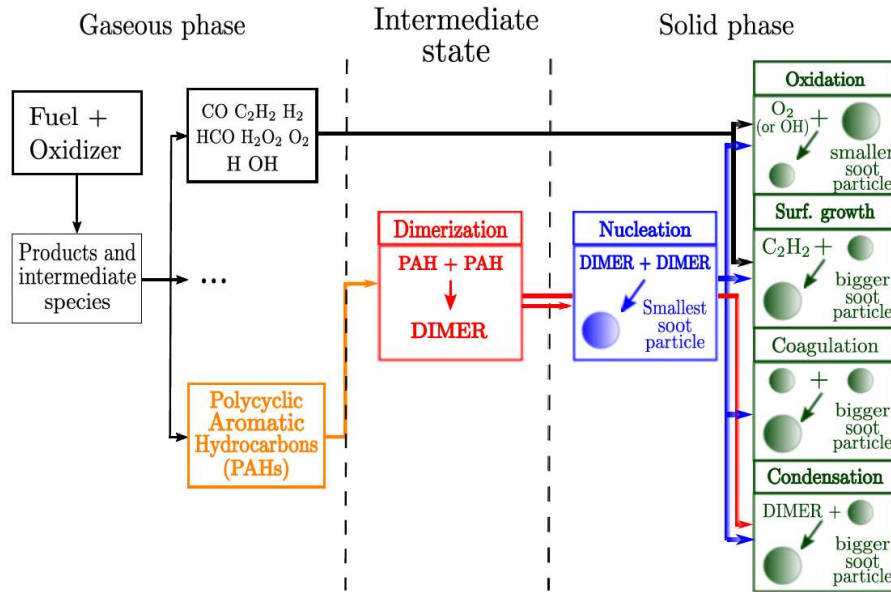 Gaseous phase
Intermediate
state
Solid phase
Fuel +
Oxidizer
Products and
intermediate
species
CO C₂H₂ H₂
HCO H₂O₂ O₂
H OH
...
Polycyclic
Aromatic
Hydrocarbons
(PAHs)
Dimerization
PAH + PAH
DIMER
Nucleation
DIMER + DIMER
Smallest
soot
particle
Oxidation
O₂ +
(or OH)
smaller
soot
particle
Surf. growth
C₂H₂ +
bigger
soot
particle
Coagulation
+
bigger
soot
particle
Condensation
DIMER +
bigger
soot
particle